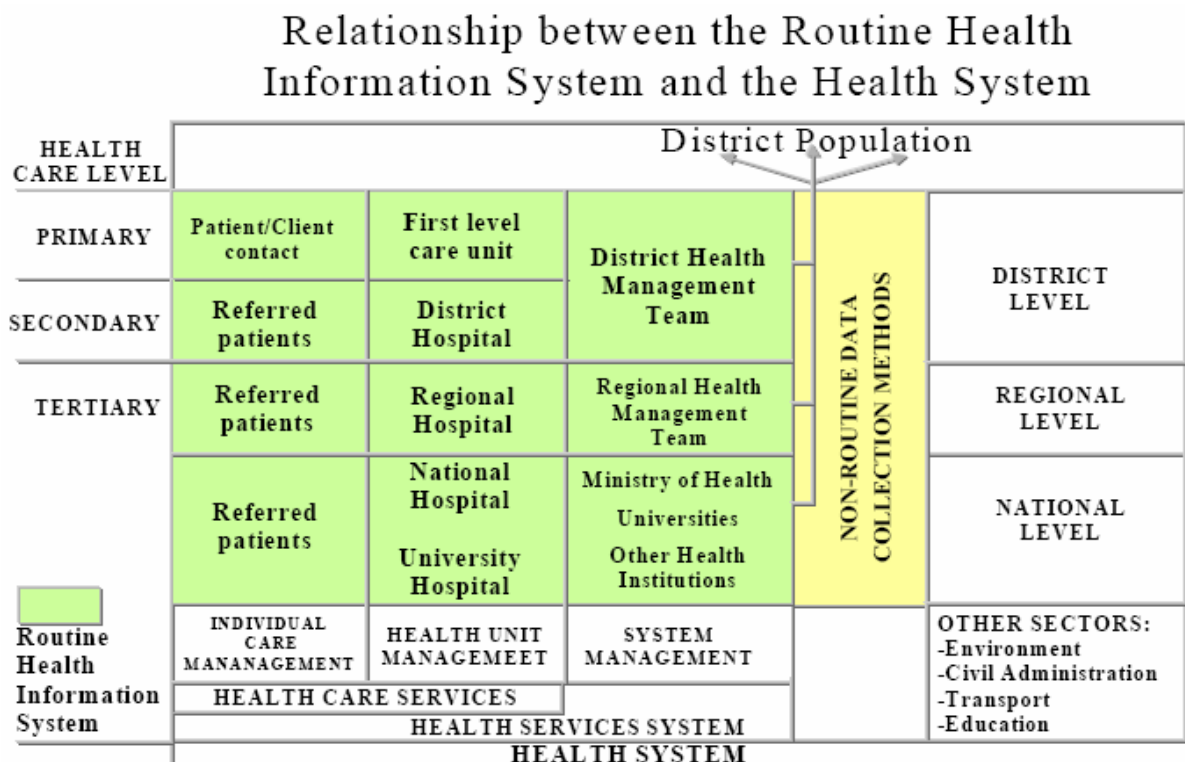 Relationship between the Routine Health
Information System and the Health System
District Population
HEALTH
CARE LEVEL
PRIMARY
Patient/Client
contact
First level
care unit
District Health
Management
Team
DISTRICT
LEVEL
SECONDARY
Referred
patients
District
Hospital
TERTIARY
Referred
patients
Regional
Hospital
Regional Health
Management
Team
REGIONAL
LEVEL
Referred
patients
National
Hospital
University
Hospital
Ministry of Health
Universities
Other Health
Institutions
NATIONAL
LEVEL
NON-ROUTINE DATA
COLLECTION METHODS
Routine
Health
Information
System
INDIVIDUAL
CARE
MANANAGEMENT
HEALTH UNIT
MANAGEMEET
SYSTEM
MANAGEMENT
OTHER SECTORS:
-Environment
-Civil Administration
-Transport
-Education
HEALTH CARE SERVICES
HEALTH SERVICES SYSTEM
HEALTH SYSTEM